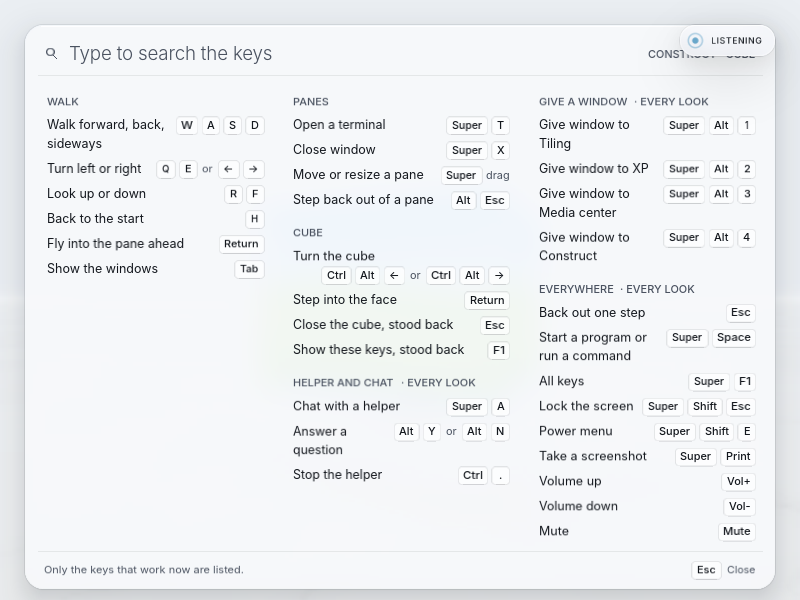 Type to search the keys
LISTENING
WALK
Walk forward, back, sideways W A S D
Turn left or right Q E or ← →
Look up or down R F
Back to the start H
Fly into the pane ahead Return
Show the windows Tab
PANES
Open a terminal Super T
Close window Super X
Move or resize a pane Super drag
Step back out of a pane Alt Esc
CUBE
Turn the cube
Ctrl Alt ← or Ctrl Alt →
Step into the face Return
Close the cube, stood back Esc
Show these keys, stood back F1
HELPER AND CHAT · EVERY LOOK
Chat with a helper Super A
Answer a question Alt Y or Alt N
Stop the helper Ctrl .
GIVE A WINDOW · EVERY LOOK
Give window to Tiling Super Alt 1
Give window to XP Super Alt 2
Give window to Media center Super Alt 3
Give window to Construct Super Alt 4
EVERYWHERE · EVERY LOOK
Back out one step Esc
Start a program or run a command Super Space
All keys Super F1
Lock the screen Super Shift Esc
Power menu Super Shift E
Take a screenshot Super Print
Volume up Vol+
Volume down Vol-
Mute Mute
Only the keys that work now are listed.
Esc Close